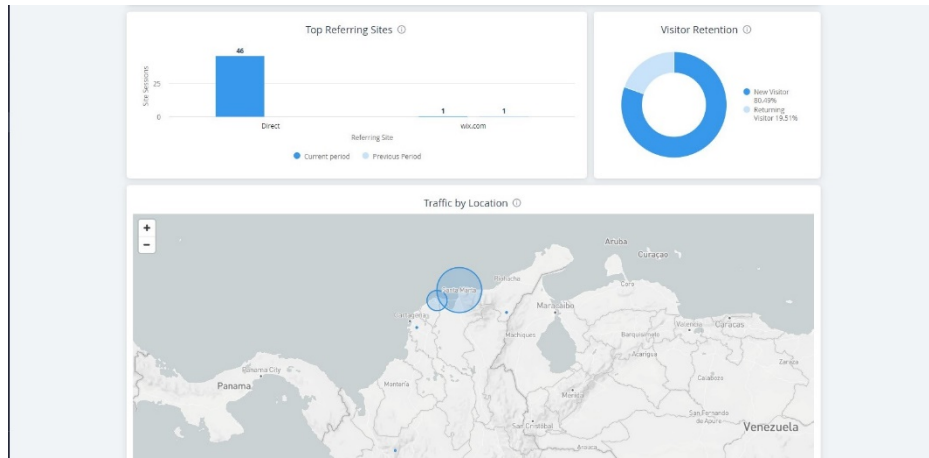 Top Referring Sites
46
25
0
Site Sessions
1
1
Direct
wix.com
Referring Site
Current period
Previous Period
Visitor Retention
New Visitor
80.49%
Returning
Visitor 19.51%
Traffic by Location
+
−
Aruba
Curaçao
Riohacha
Coro
Santa Marta
Maracaibo
Cartagena
Valencia
Caracas
Machiques
Barquisimeto
Acarigua
Zaraza
Panama City
Panama
Montería
Calabozo
Mérida
San Fernando
de Apure
San Cristóbal
Venezuela
Arauca